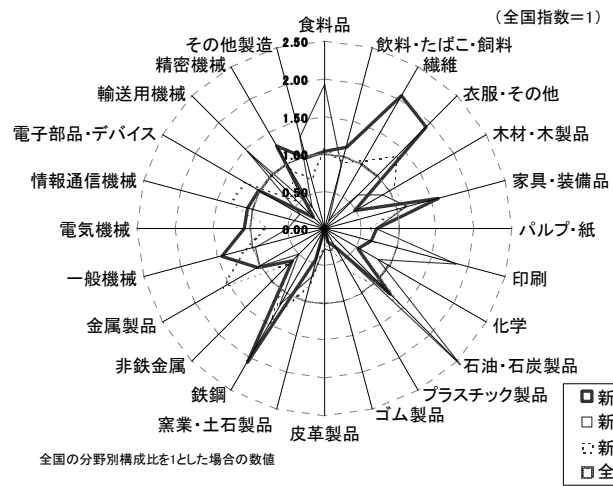 (全国指数=1)
食料品
飲料・たばこ・飼料
繊維
衣服・その他
木材・木製品
家具・装備品
パルプ・紙
印刷
化学
石油・石炭製品
プラスチック製品
ゴム製品
皮革製品
窯業・土石製品
鉄鋼
非鉄金属
金属製品
一般機械
電気機械
情報通信機械
電子部品・デバイス
輸送用機械
精密機械
その他製造
2.50
2.00
1.50
1.00
0.50
0.00
新
新
新
全
全国の分野別構成比を1とした場合の数値